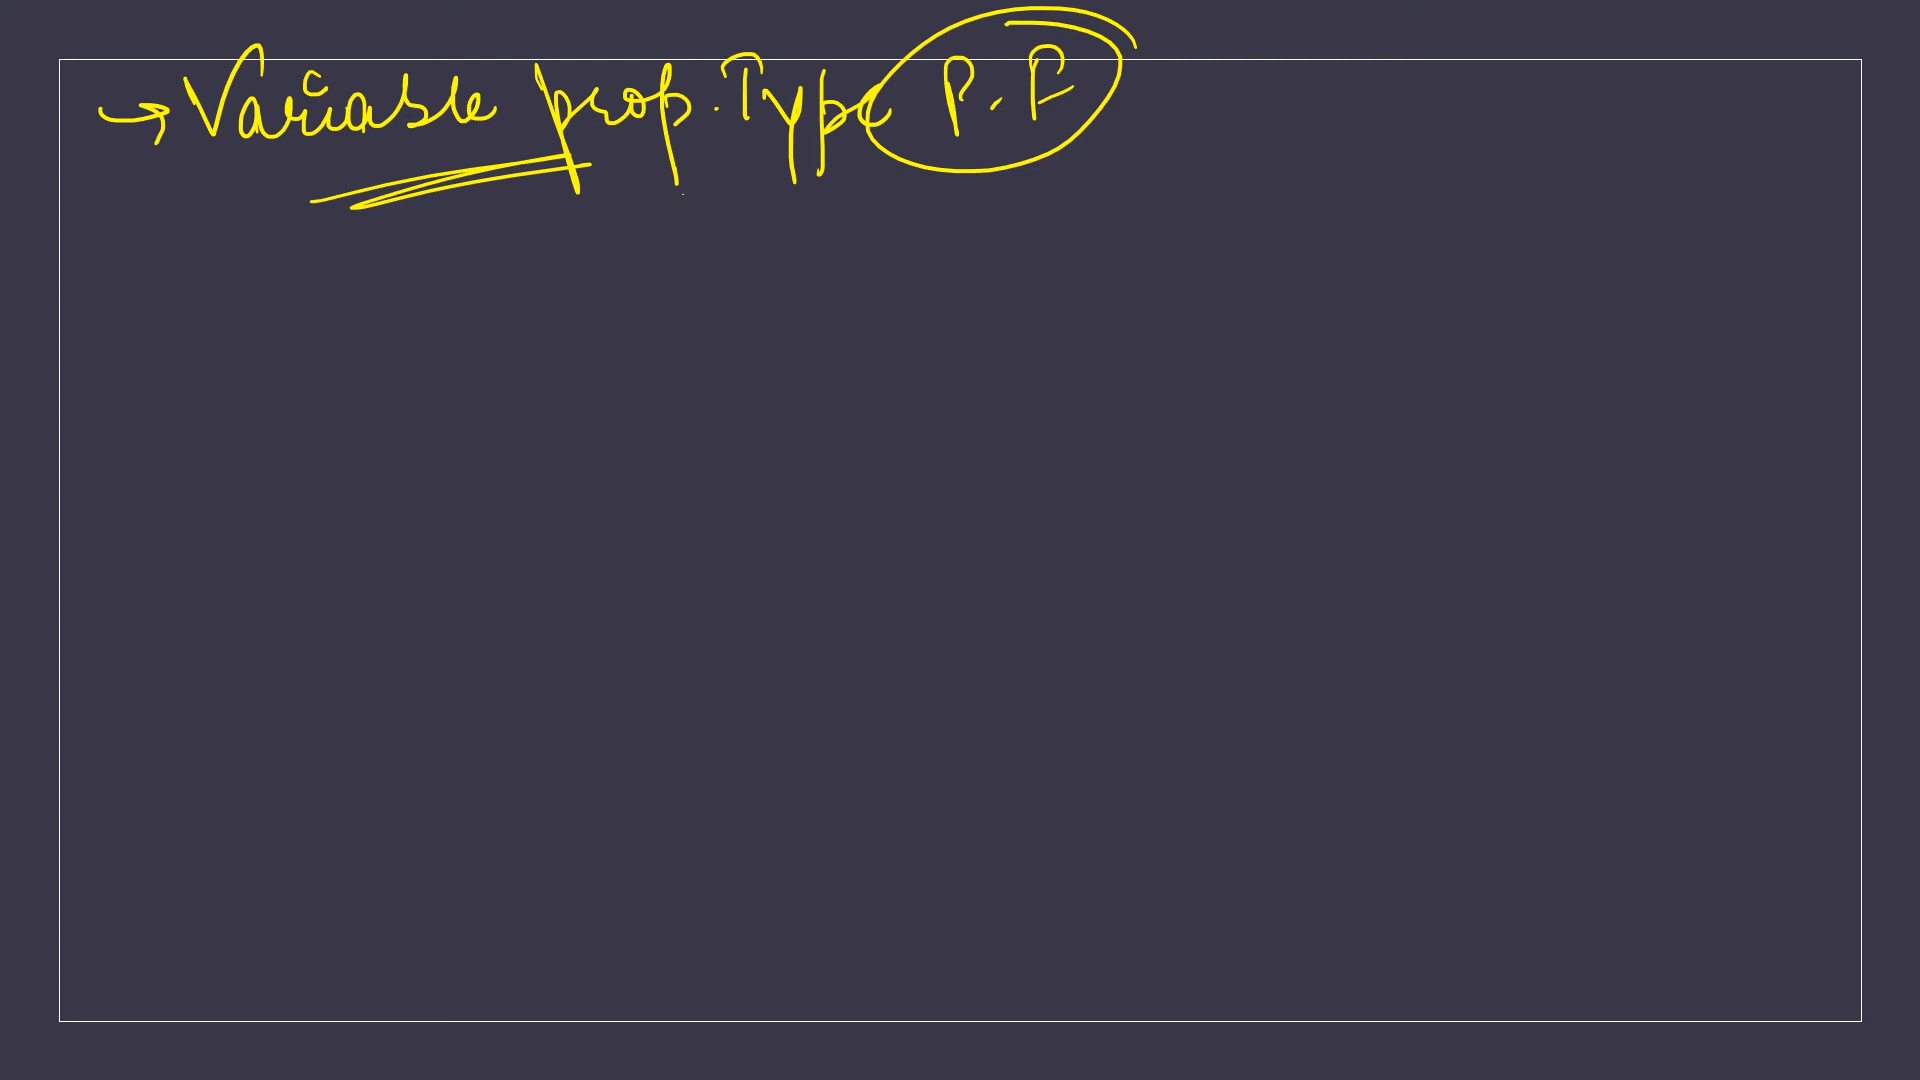 → Variable prop. Type P.F